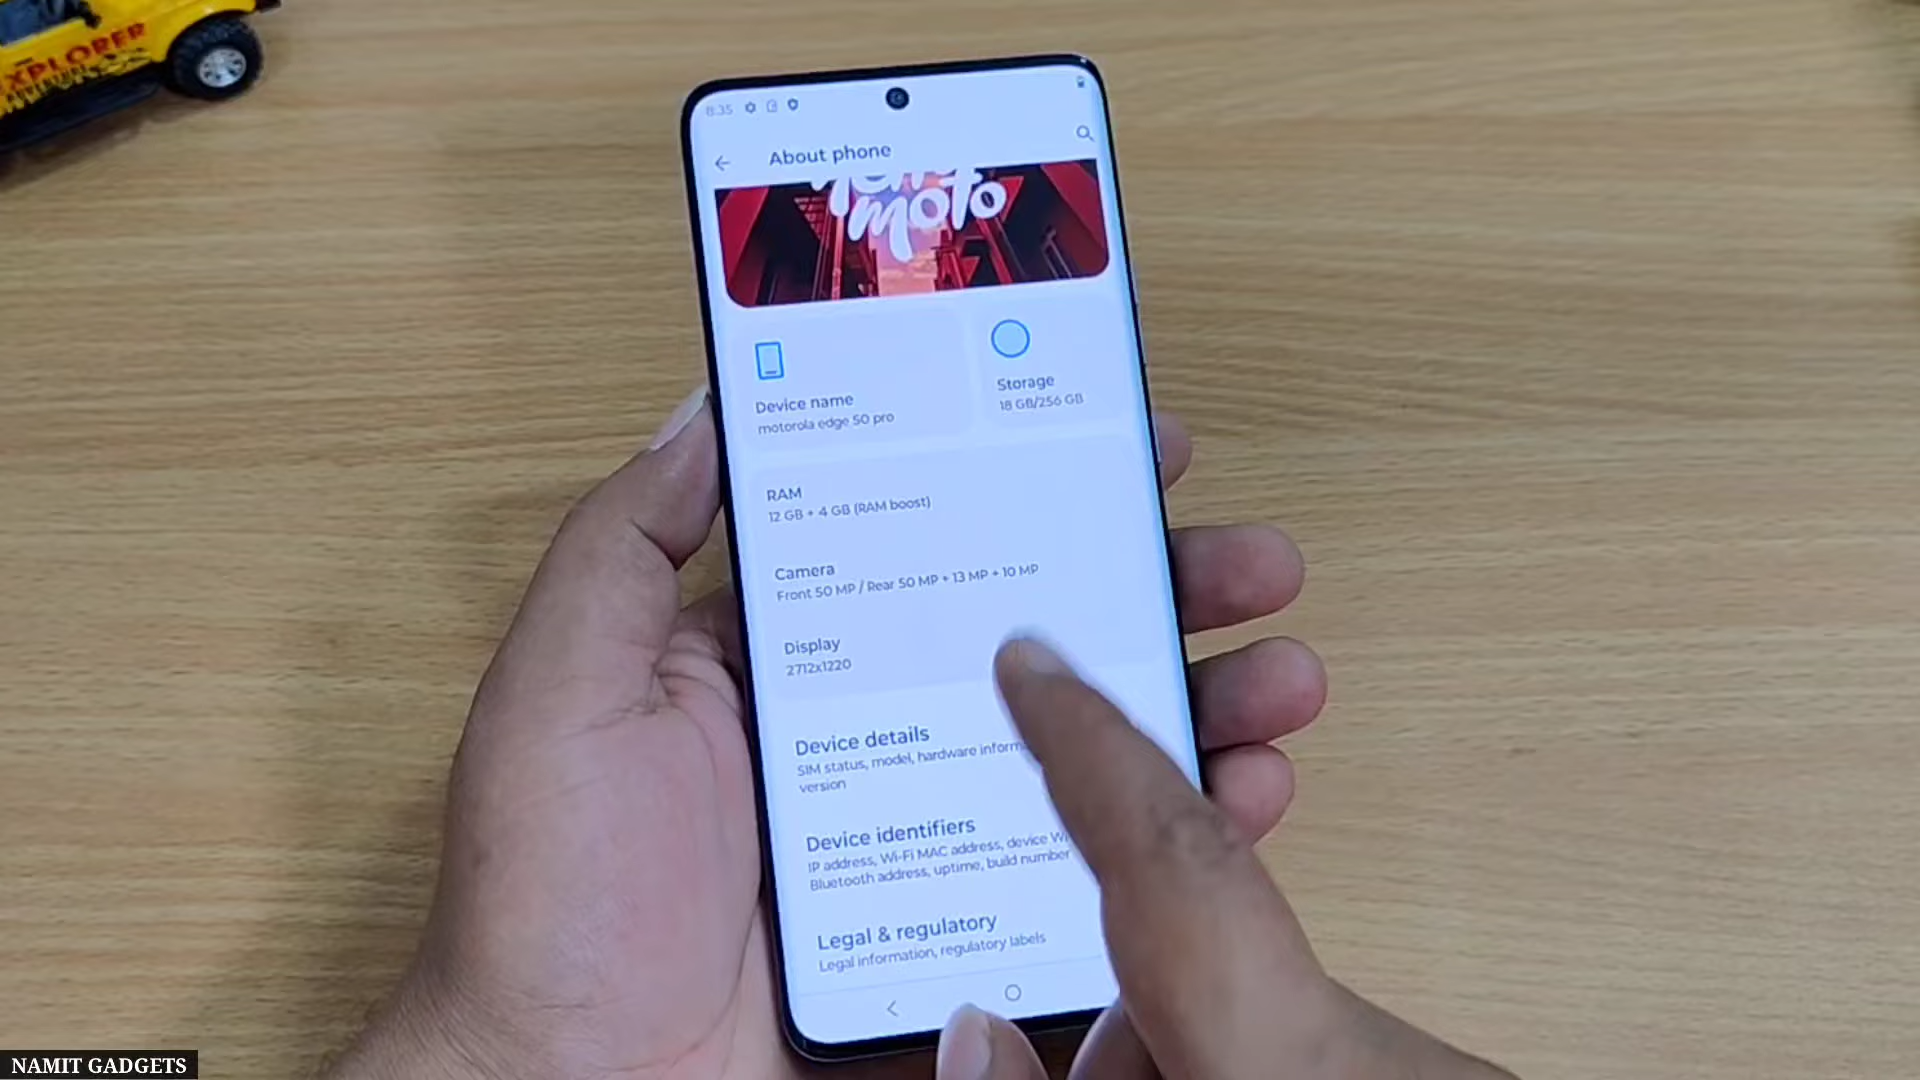 EXPLORER
8:35
About phone
moto
Device name
motorola edge 50 pro
Storage
18 GB/256 GB
RAM
12 GB + 4 GB (RAM boost)
Camera
Front 50 MP / Rear 50 MP + 13 MP + 10 MP
Display
2712x1220
Device details
SIM status, model, hardware inform
version
Device identifiers
IP address, Wi-Fi MAC address, device Wi
Bluetooth address, uptime, build number
Legal & regulatory
Legal information, regulatory labels
NAMIT GADGETS